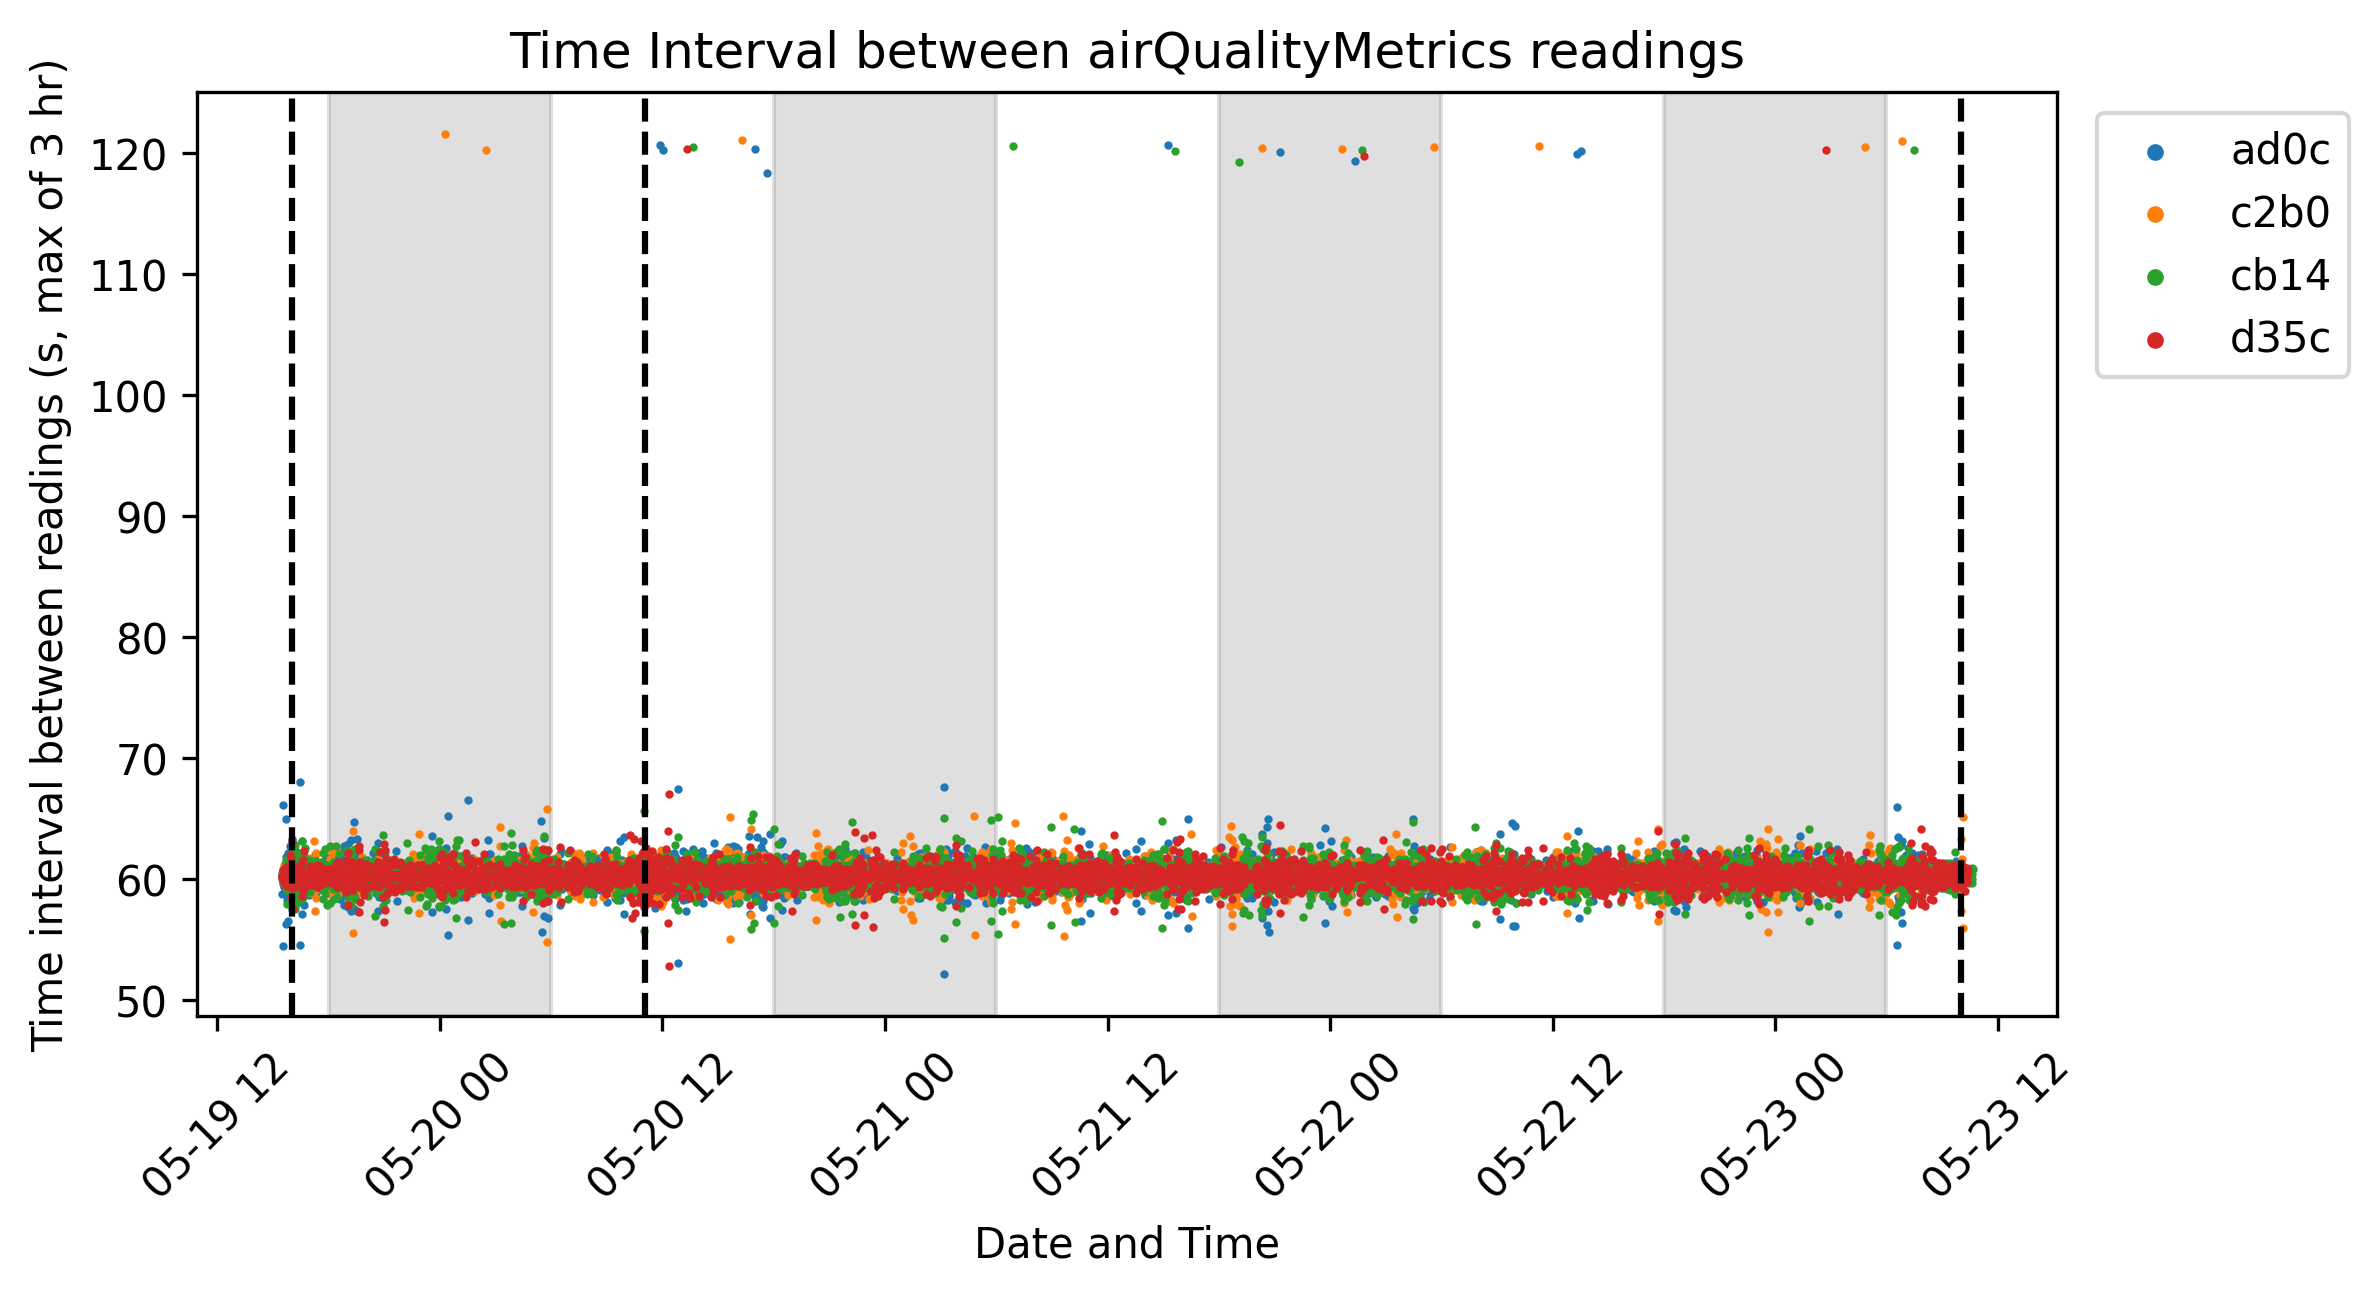 Time Interval between airQualityMetrics readings
Time interval between readings (s, max of 3 hr)
120
110
100
90
80
70
60
50
05-19 12
05-20 00
05-20 12
05-21 00
05-21 12
05-22 00
05-22 12
05-23 00
05-23 12
Date and Time
ad0c
c2b0
cb14
d35c